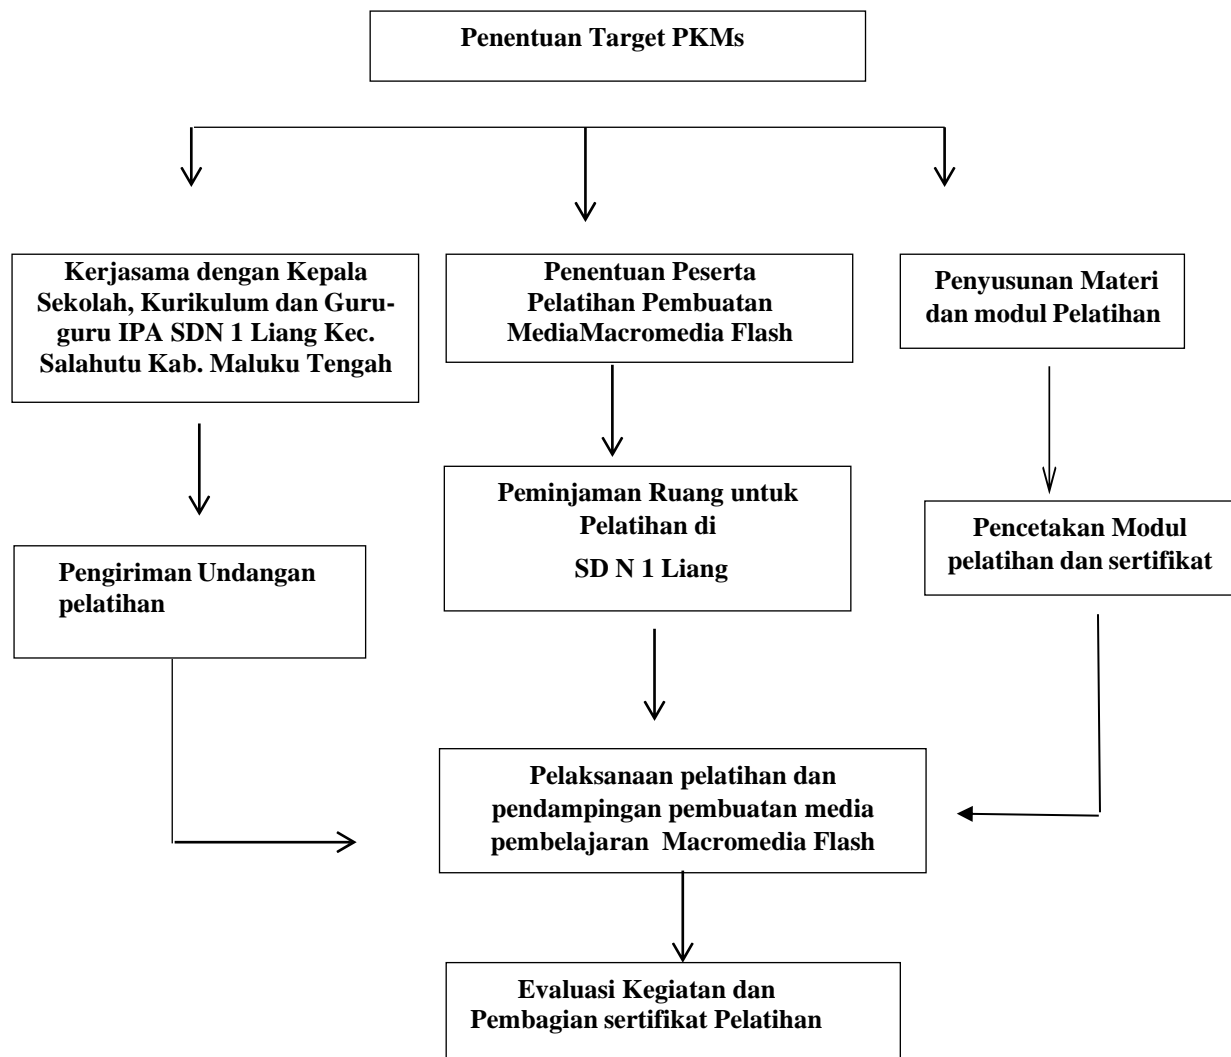 Penentuan Target PKMs
Kerjasama dengan Kepala
Sekolah, Kurikulum dan Guru-
guru IPA SDN 1 Liang Kec.
Salahutu Kab. Maluku Tengah
Penentuan Peserta
Pelatihan Pembuatan
MediaMacromedia Flash
Penyusunan Materi
dan modul Pelatihan
Pengiriman Undangan
pelatihan
Peminjaman Ruang untuk
Pelatihan di
SD N 1 Liang
Pencetakan Modul
pelatihan dan sertifikat
Pelaksanaan pelatihan dan
pendampingan pembuatan media
pembelajaran Macromedia Flash
Evaluasi Kegiatan dan
Pembagian sertifikat Pelatihan